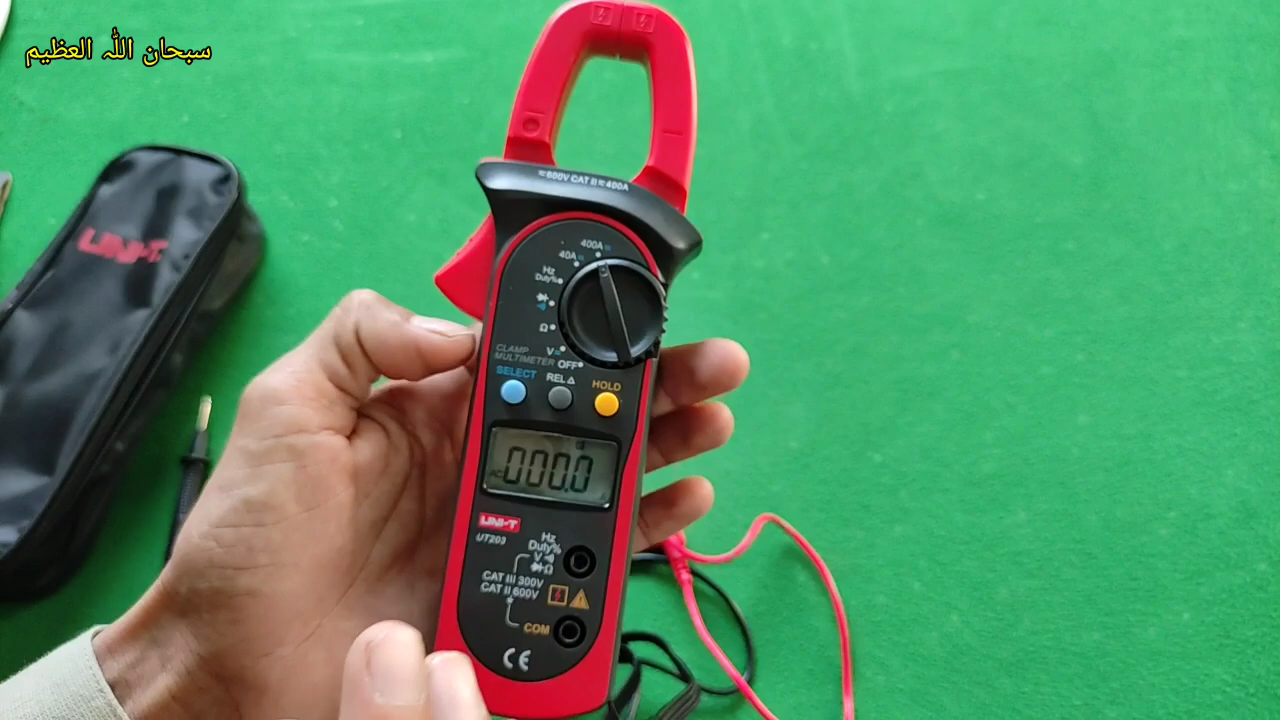 سبحان الله العظيم
≂600V CAT II ≂400A
400A≂
40A≂
Hz
Duty%
Ω
V≂
CLAMP
MULTIMETER
OFF
SELECT
REL△
HOLD
UNI-T
AC
000.0
UNI-T
UT203
Hz
Duty%
V
Ω
CAT III 300V
CAT II 600V
COM
CE